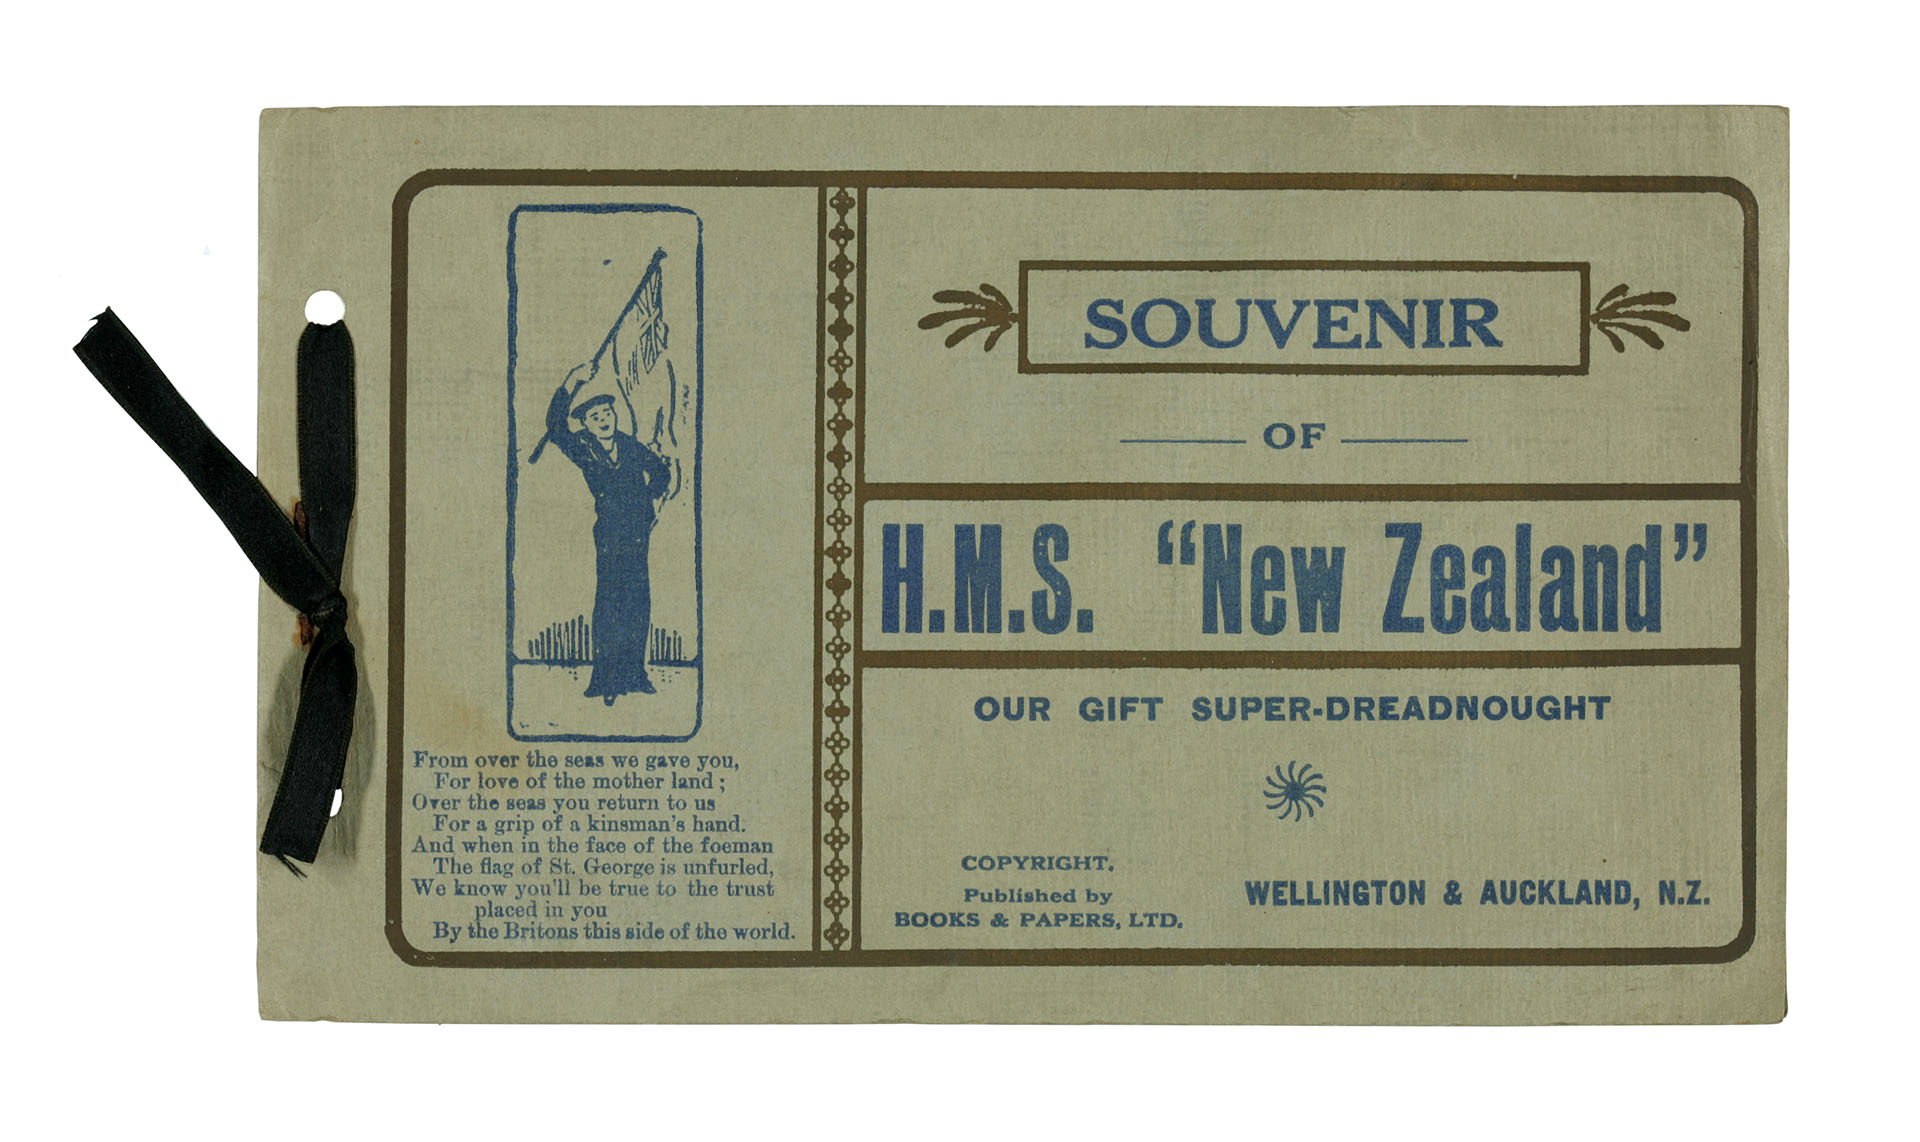 From over the seas we gave you,
For love of the mother land;
Over the seas you return to us
For a grip of a kinsman's hand.
And when in the face of the foeman
The flag of St. George is unfurled,
We know you'll be true to the trust
placed in you
By the Britons this side of the world.
SOUVENIR
OF
H.M.S. "New Zealand"
OUR GIFT SUPER-DREADNOUGHT
COPYRIGHT.
Published by
BOOKS & PAPERS, LTD.
WELLINGTON & AUCKLAND, N.Z.